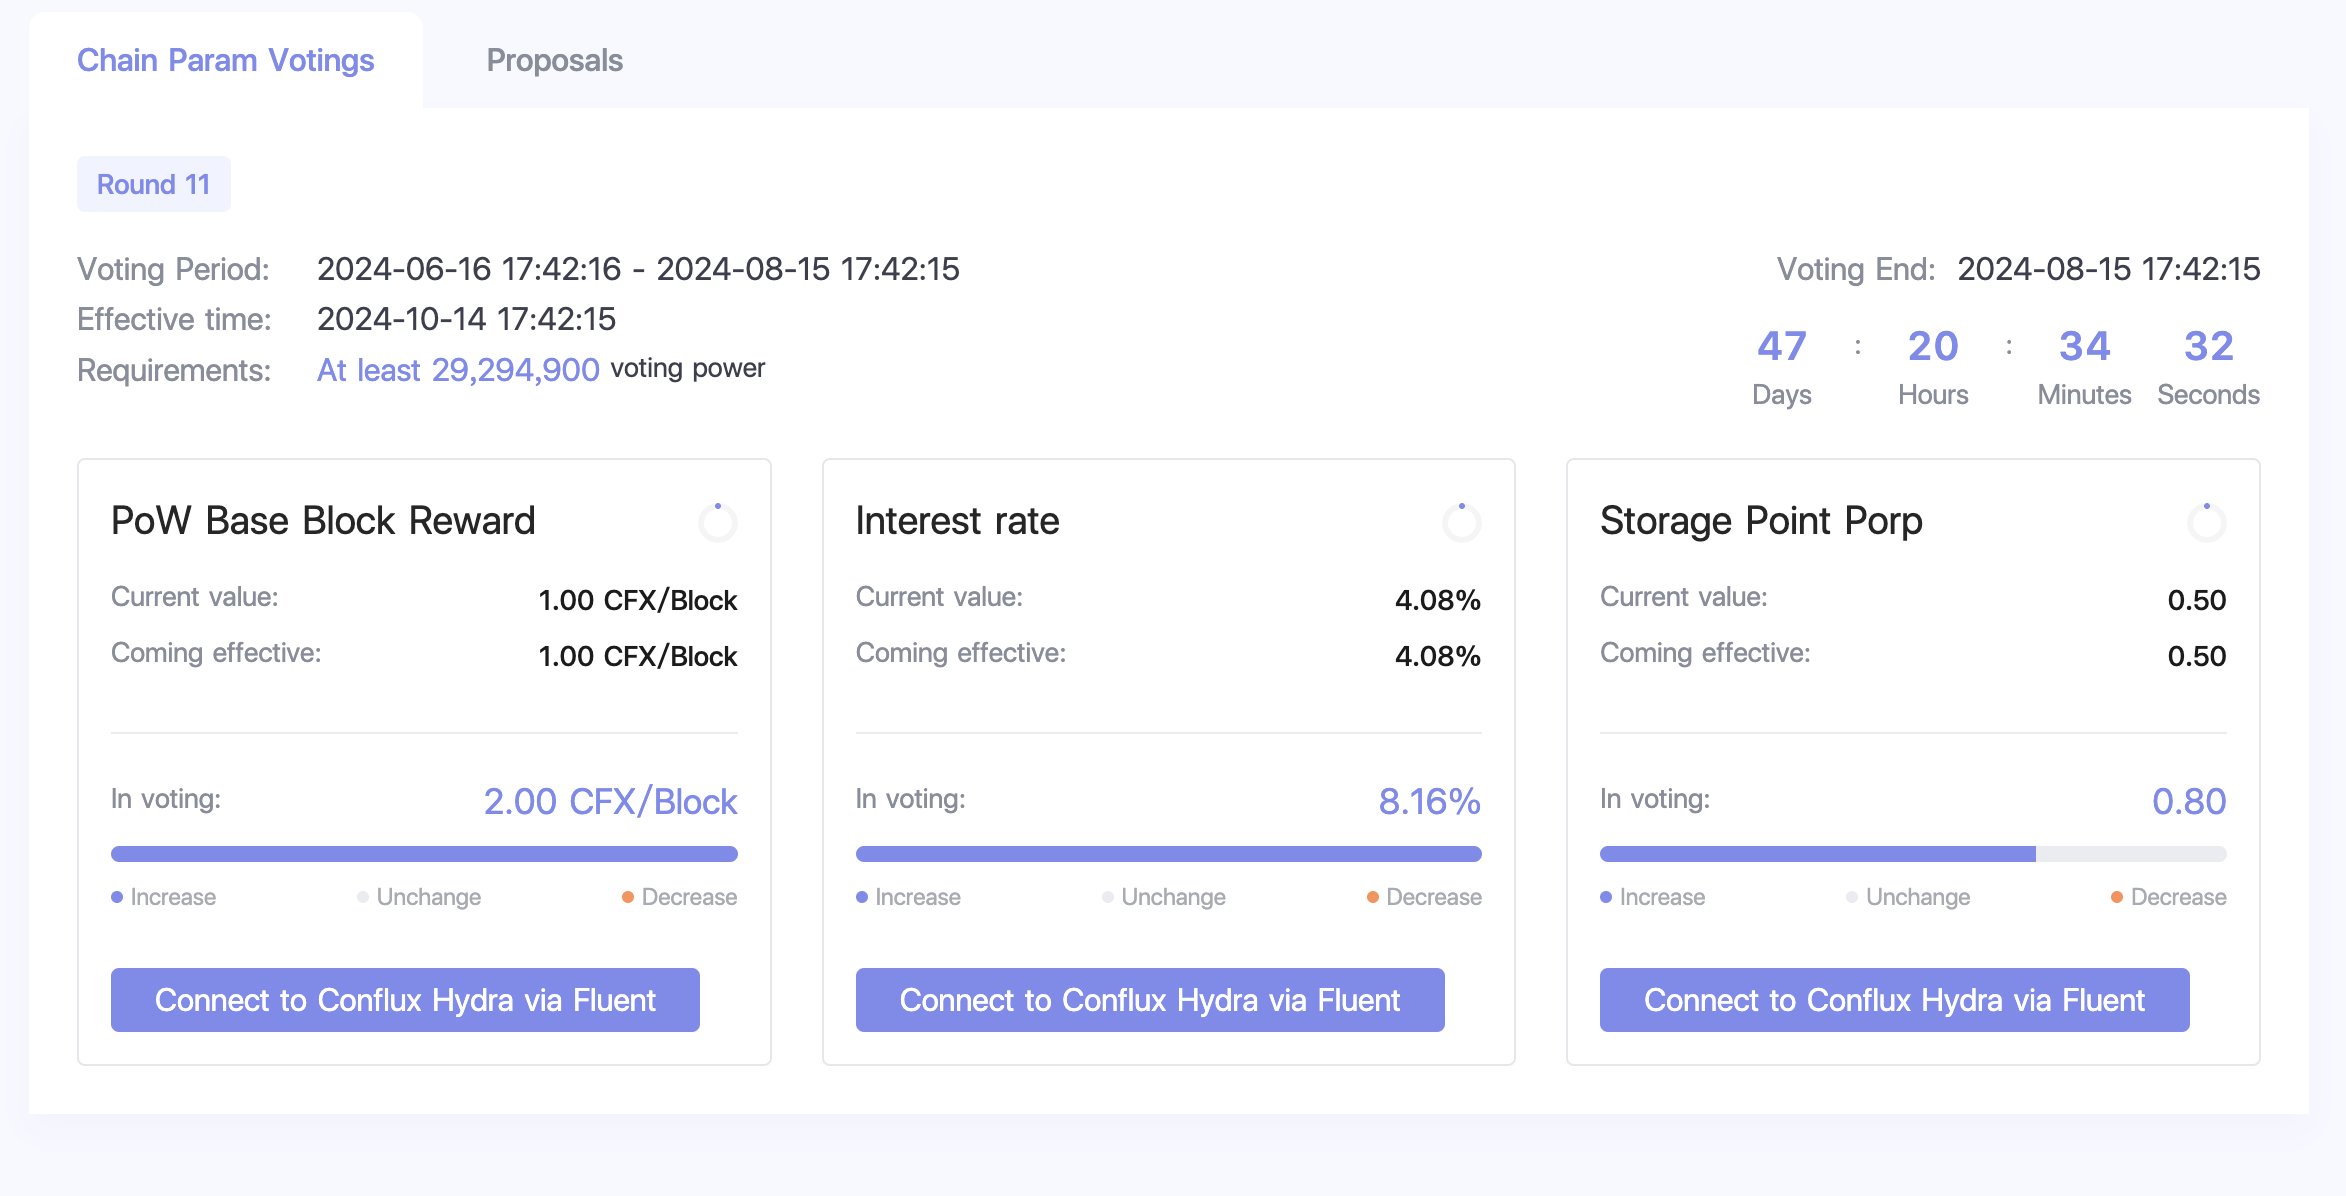 Chain Param Votings
Proposals
Round 11
Voting Period: 2024-06-16 17:42:16 - 2024-08-15 17:42:15
Effective time: 2024-10-14 17:42:15
Requirements: At least 29,294,900 voting power
Voting End: 2024-08-15 17:42:15
47 : 20 : 34 32
Days Hours Minutes Seconds
PoW Base Block Reward
Current value: 1.00 CFX/Block
Coming effective: 1.00 CFX/Block
In voting: 2.00 CFX/Block
Increase Unchange Decrease
Connect to Conflux Hydra via Fluent
Interest rate
Current value: 4.08%
Coming effective: 4.08%
In voting: 8.16%
Increase Unchange Decrease
Connect to Conflux Hydra via Fluent
Storage Point Porp
Current value: 0.50
Coming effective: 0.50
In voting: 0.80
Increase Unchange Decrease
Connect to Conflux Hydra via Fluent